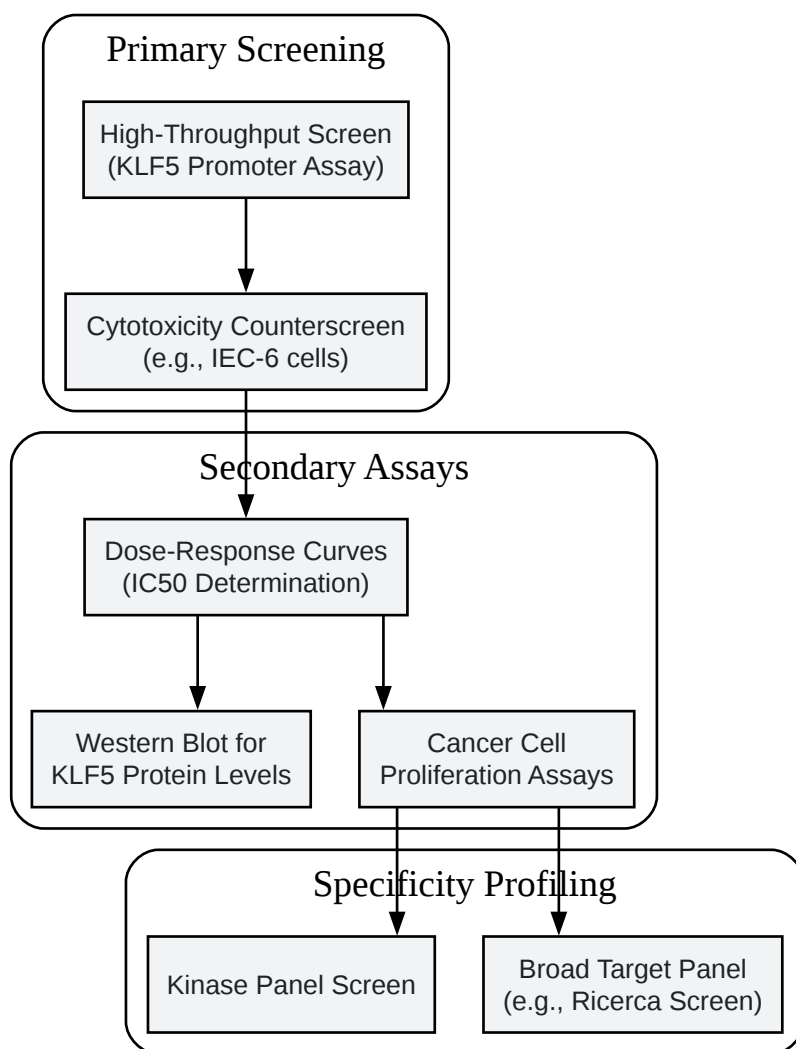 Primary Screening
High-Throughput Screen
(KLF5 Promoter Assay)
Cytotoxicity Counterscreen
(e.g., IEC-6 cells)
Secondary Assays
Dose-Response Curves
(IC50 Determination)
Western Blot for
KLF5 Protein Levels
Cancer Cell
Proliferation Assays
Specificity Profiling
Kinase Panel Screen
Broad Target Panel
(e.g., Ricerca Screen)